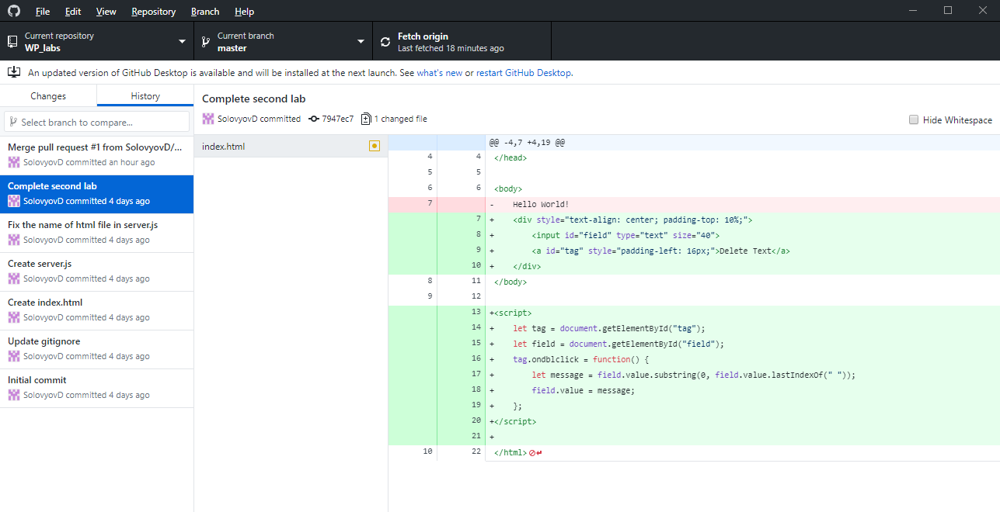 File Edit View Repository Branch Help
Current repository
WP_labs
Current branch
master
Fetch origin
Last fetched 18 minutes ago
An updated version of GitHub Desktop is available and will be installed at the next launch. See what's new or restart GitHub Desktop.
Changes
History
Select branch to compare...
Merge pull request #1 from SolovyovD/...
SolovyovD committed an hour ago
Complete second lab
SolovyovD committed 4 days ago
Fix the name of html file in server.js
SolovyovD committed 4 days ago
Create server.js
SolovyovD committed 4 days ago
Create index.html
SolovyovD committed 4 days ago
Update gitignore
SolovyovD committed 4 days ago
Initial commit
SolovyovD committed 4 days ago
Complete second lab
SolovyovD committed 7947ec7 1 changed file
Hide Whitespace
index.html
@@ -4,7 +4,19 @@
4 4 </head>
5 5
6 6 <body>
7 - Hello World!
7 + <div style="text-align: center; padding-top: 10%;">
8 + <input id="field" type="text" size="40">
9 + <a id="tag" style="padding-left: 16px;">Delete Text</a>
10 + </div>
8 11 </body>
9 12
13 +<script>
14 + let tag = document.getElementById("tag");
15 + let field = document.getElementById("field");
16 + tag.ondblclick = function() {
17 + let message = field.value.substring(0, field.value.lastIndexOf(" "));
18 + field.value = message;
19 + };
20 +</script>
21 +
10 22 </html>